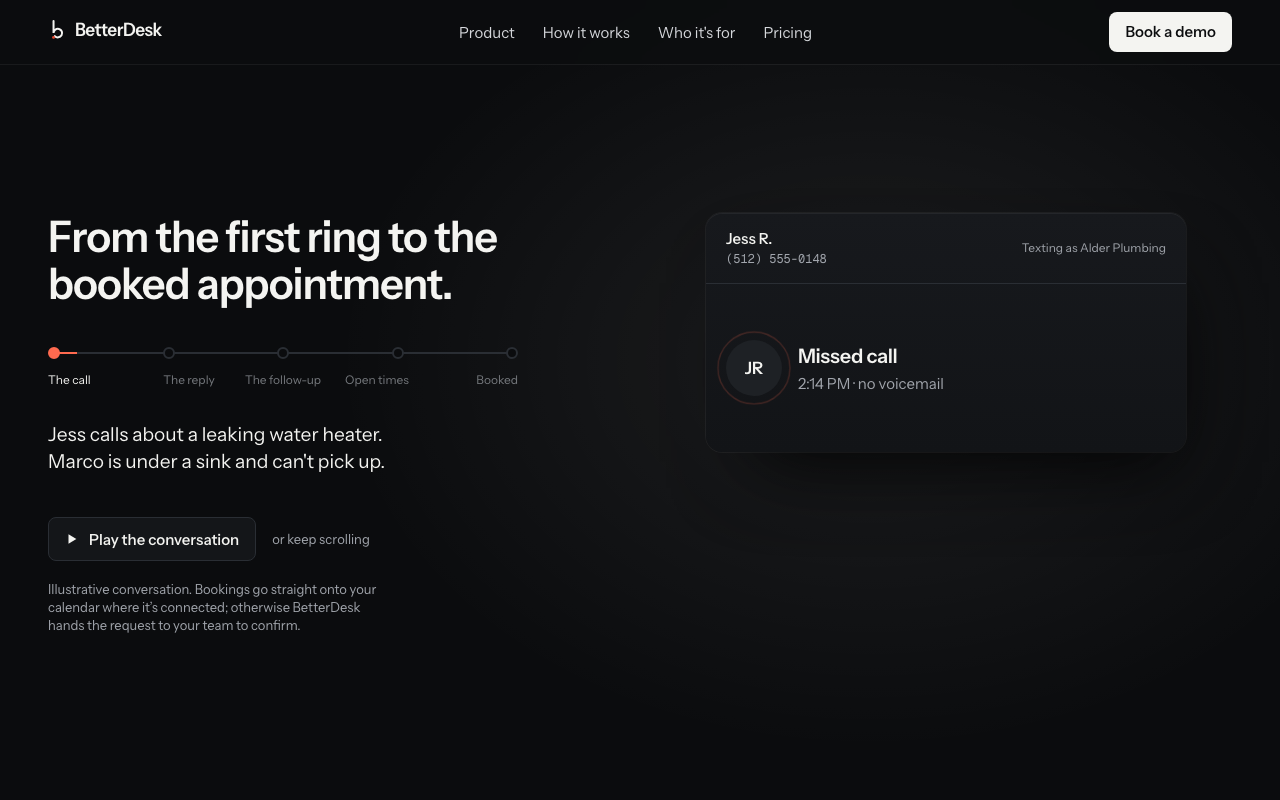 BetterDesk
Product
How it works
Who it's for
Pricing
Book a demo
From the first ring to the
booked appointment.
The call
The reply
The follow-up
Open times
Booked
Jess calls about a leaking water heater.
Marco is under a sink and can't pick up.
Play the conversation
or keep scrolling
Illustrative conversation. Bookings go straight onto your
calendar where it's connected; otherwise BetterDesk
hands the request to your team to confirm.
Jess R.
(512) 555-0148
Texting as Alder Plumbing
JR
Missed call
2:14 PM · no voicemail